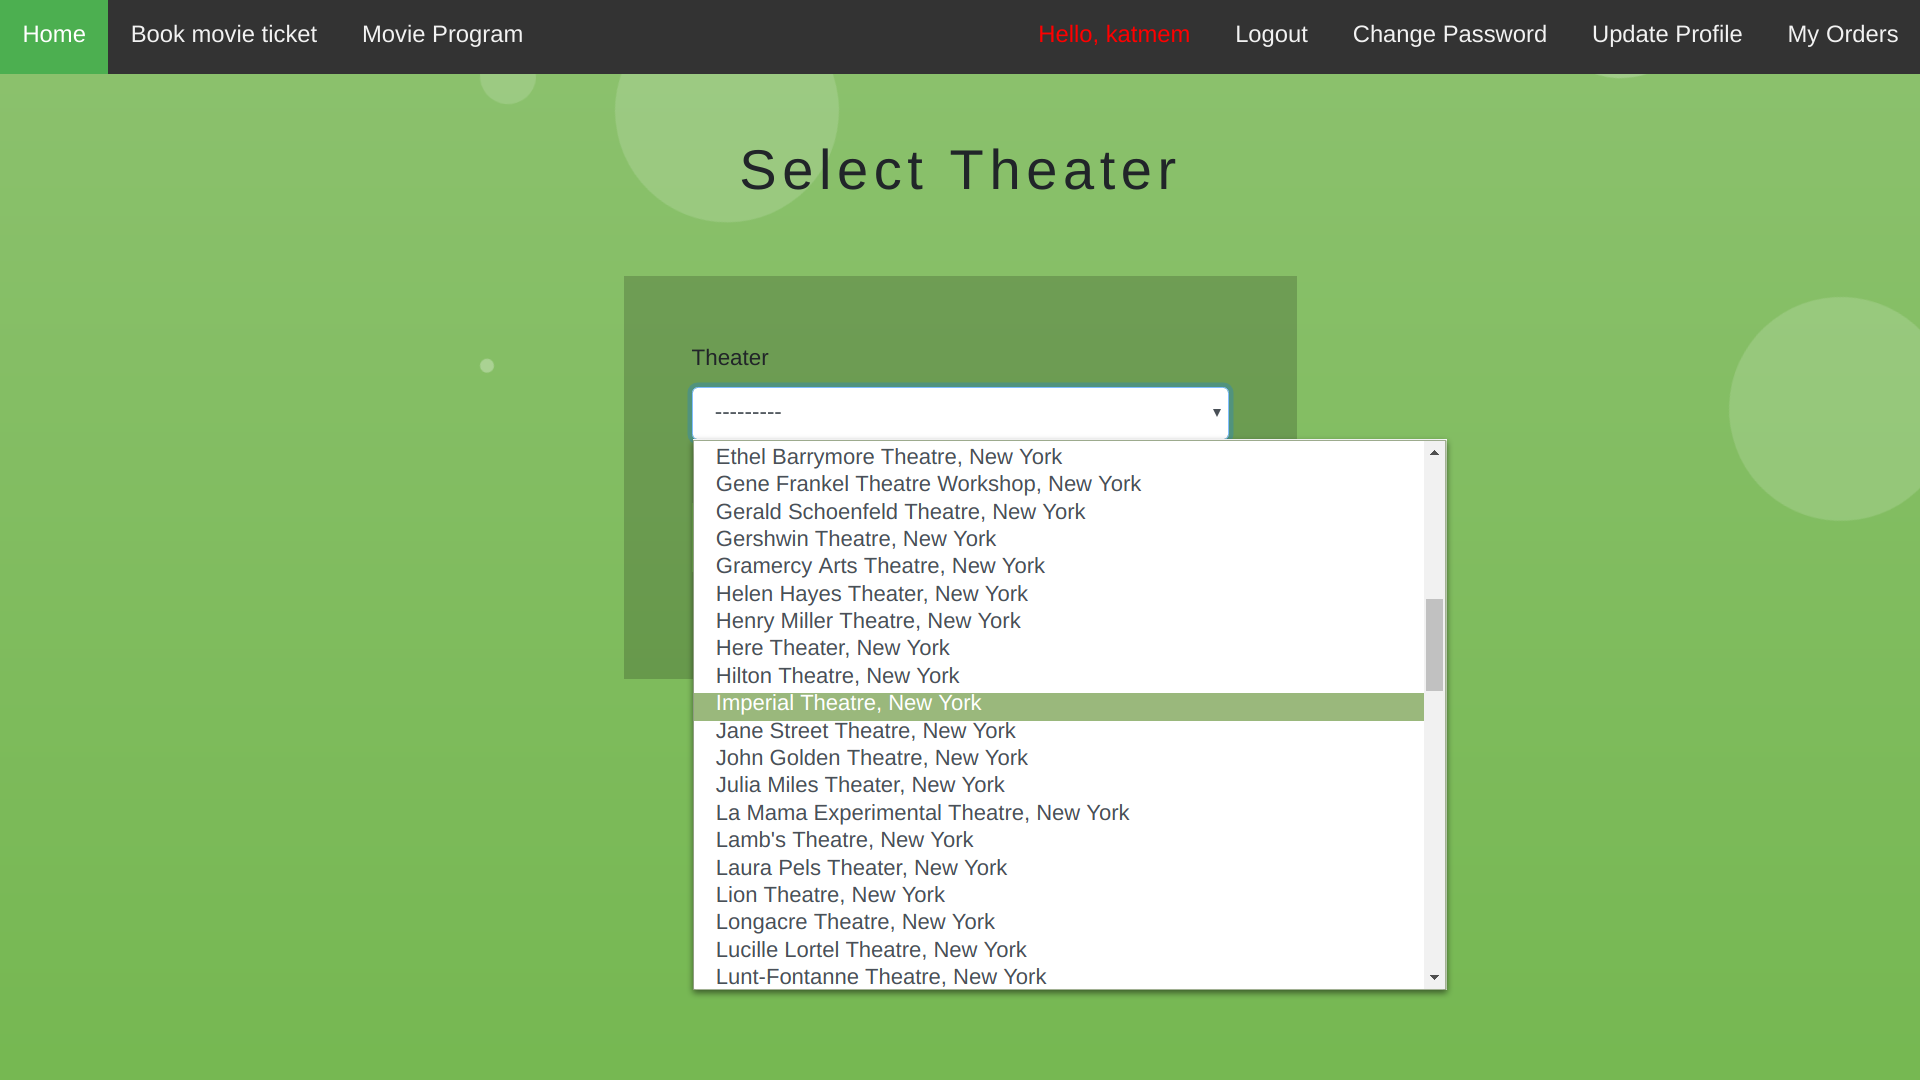 Home Book movie ticket Movie Program Hello, katmem Logout Change Password Update Profile My Orders
Select Theater
Theater
---------
Ethel Barrymore Theatre, New York
Gene Frankel Theatre Workshop, New York
Gerald Schoenfeld Theatre, New York
Gershwin Theatre, New York
Gramercy Arts Theatre, New York
Helen Hayes Theater, New York
Henry Miller Theatre, New York
Here Theater, New York
Hilton Theatre, New York
Imperial Theatre, New York
Jane Street Theatre, New York
John Golden Theatre, New York
Julia Miles Theater, New York
La Mama Experimental Theatre, New York
Lamb's Theatre, New York
Laura Pels Theater, New York
Lion Theatre, New York
Longacre Theatre, New York
Lucille Lortel Theatre, New York
Lunt-Fontanne Theatre, New York